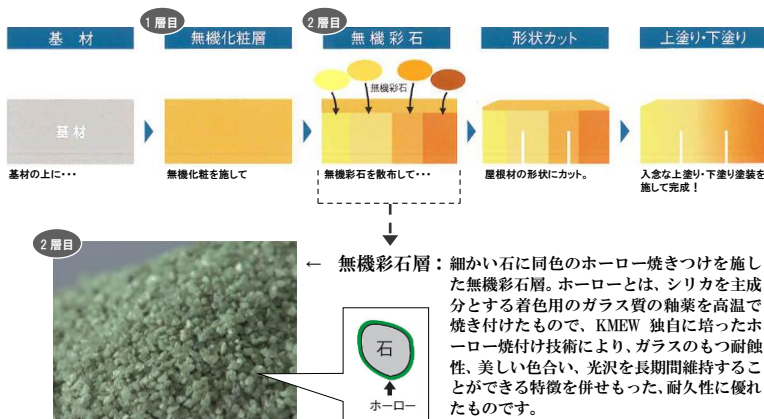 1層目
2層目
基材
無機化粧層
無機彩石
形状カット
上塗り・下塗り
無機彩石
基材
基材の上に・・・
無機化粧を施して
無機彩石を散布して・・・
屋根材の形状にカット。
入念な上塗り・下塗り塗装を
施して完成！
2層目
← 無機彩石層：細かい石に同色のホーロー焼きつけを施し
た無機彩石層。ホーローとは、シリカを主成
分とする着色用のガラス質の釉薬を高温で
焼き付けたもので、KMEW 独自に培ったホ
ーロー焼付け技術により、ガラスのもつ耐蝕
性、美しい色合い、光沢を長期間維持するこ
とができる特徴を併せもった、耐久性に優れ
たものです。
石
ホーロー